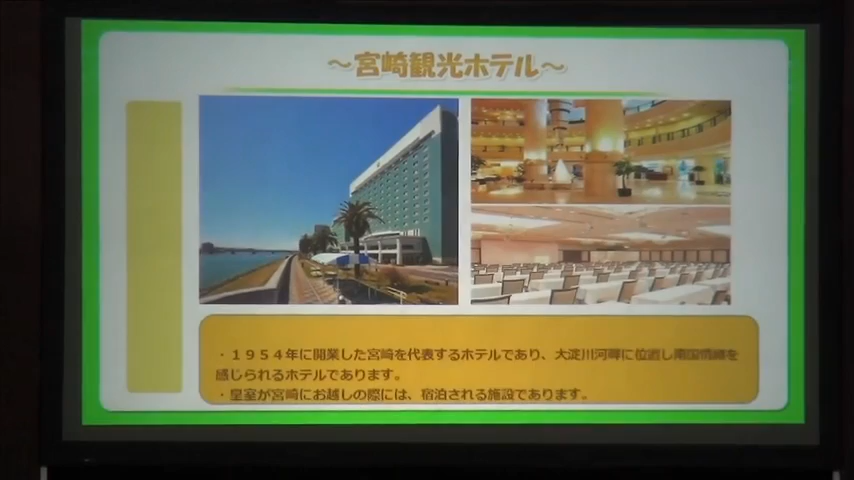 ～宮崎観光ホテル～
・１９５４年に開業した宮崎を代表するホテルであり、大淀川河畔に位置し南国情緒を
感じられるホテルであります。
・皇室が宮崎にお越しの際には、宿泊される施設であります。